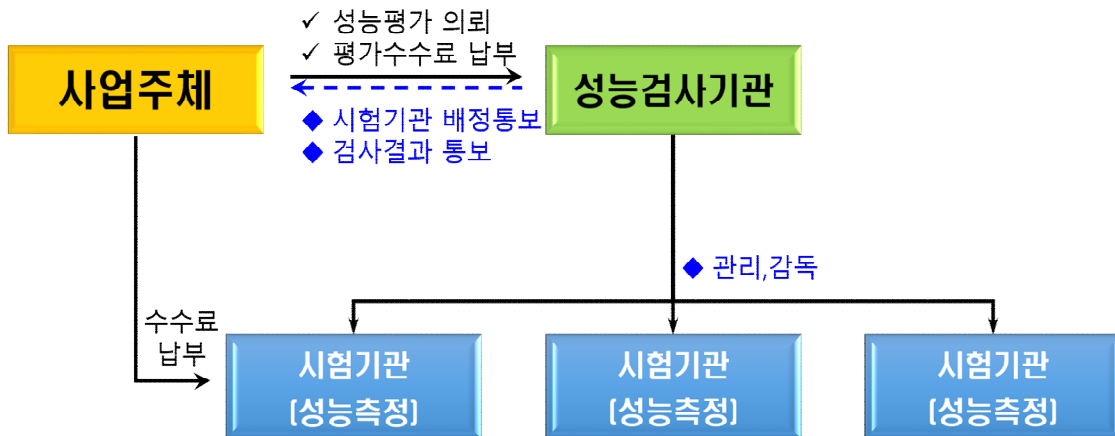 ✓ 성능평가 의뢰
✓ 평가수수료 납부
사업주체
성능검사기관
◆ 시험기관 배정통보
◆ 검사결과 통보
◆ 관리,감독
수수료
납부
시험기관
(성능측정)
시험기관
(성능측정)
시험기관
(성능측정)